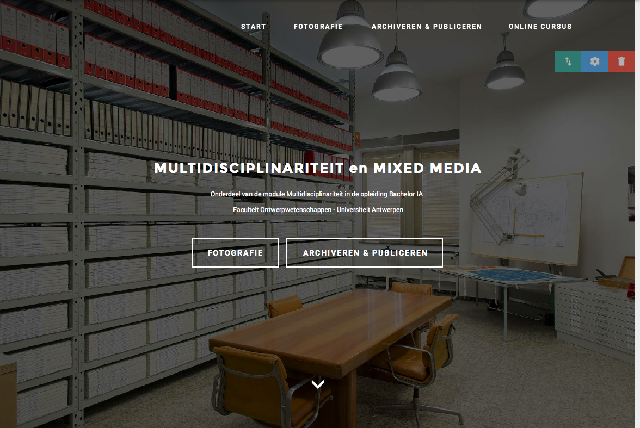 START FOTOGRAFIE ARCHIVEREN & PUBLICEREN ONLINE CURSUS
MULTIDISCIPLINARITEIT en MIXED MEDIA
Onderdeel van de module Multidisciplinariteit in de opleiding Bachelor IA
Faculteit Ontwerpwetenschappen - Universiteit Antwerpen
FOTOGRAFIE ARCHIVEREN & PUBLICEREN